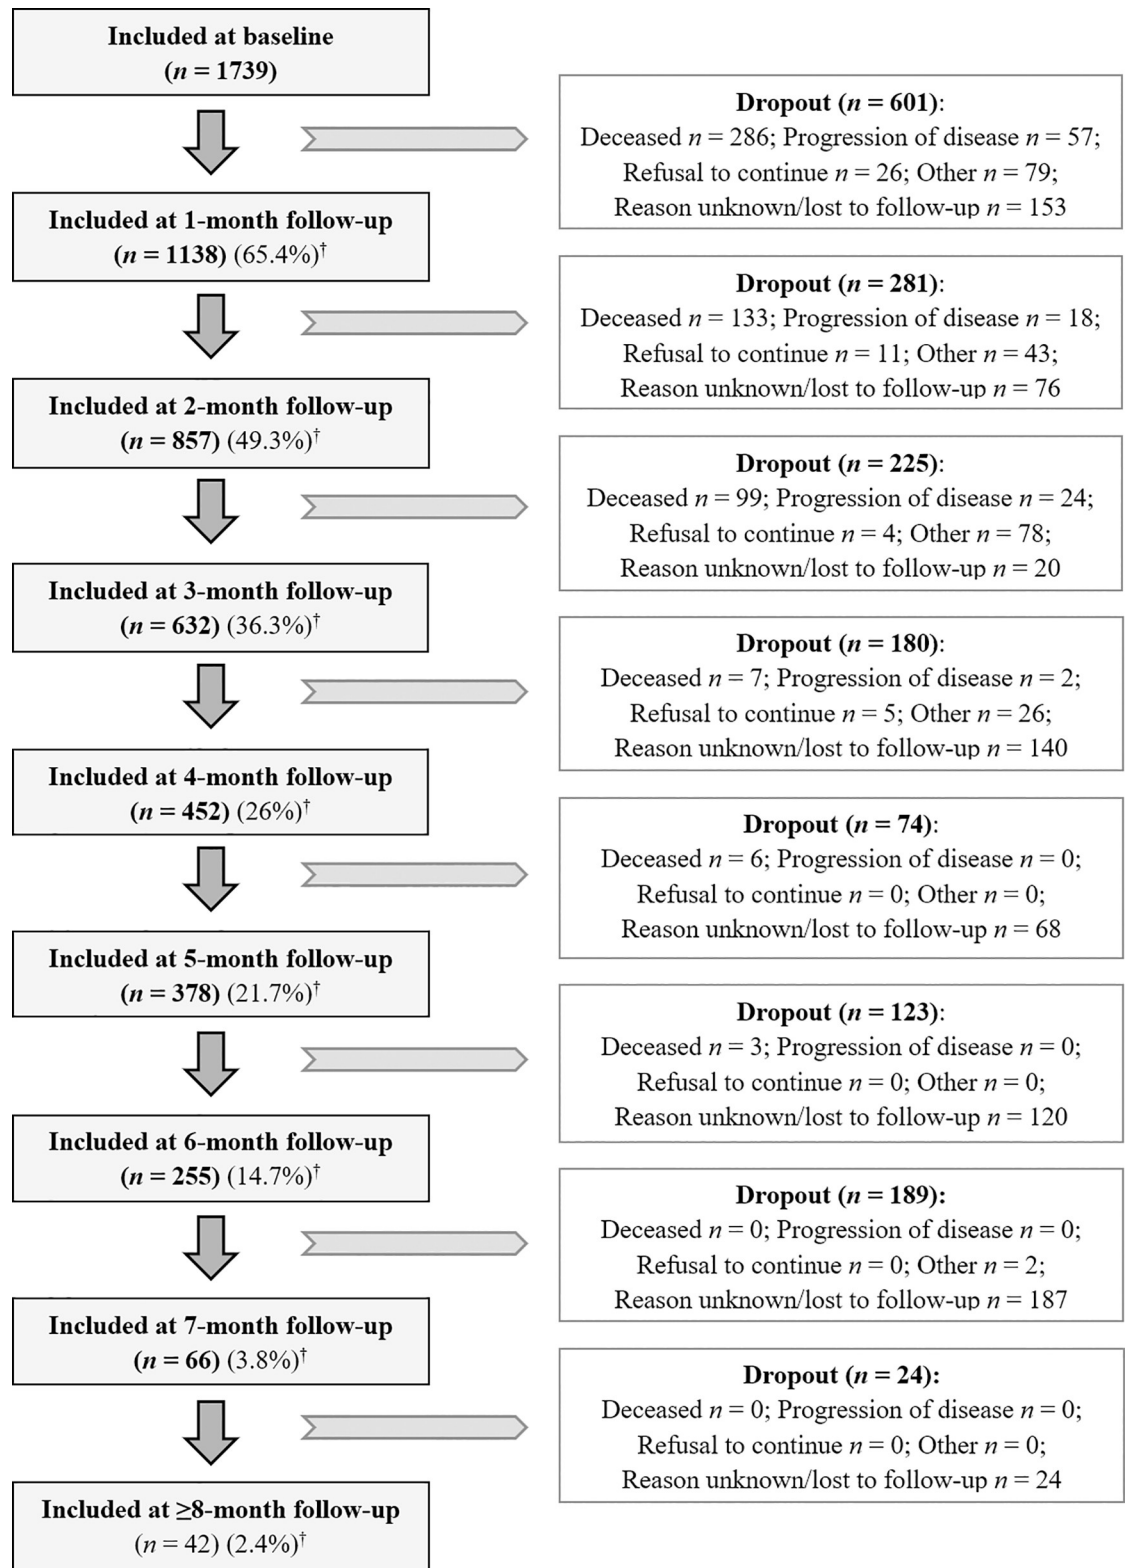 Included at baseline
(n = 1739)
Dropout (n = 601):
Deceased n = 286; Progression of disease n = 57;
Refusal to continue n = 26; Other n = 79;
Reason unknown/lost to follow-up n = 153
Included at 1-month follow-up
(n = 1138) (65.4%)†
Dropout (n = 281):
Deceased n = 133; Progression of disease n = 18;
Refusal to continue n = 11; Other n = 43;
Reason unknown/lost to follow-up n = 76
Included at 2-month follow-up
(n = 857) (49.3%)†
Dropout (n = 225):
Deceased n = 99; Progression of disease n = 24;
Refusal to continue n = 4; Other n = 78;
Reason unknown/lost to follow-up n = 20
Included at 3-month follow-up
(n = 632) (36.3%)†
Dropout (n = 180):
Deceased n = 7; Progression of disease n = 2;
Refusal to continue n = 5; Other n = 26;
Reason unknown/lost to follow-up n = 140
Included at 4-month follow-up
(n = 452) (26%)†
Dropout (n = 74):
Deceased n = 6; Progression of disease n = 0;
Refusal to continue n = 0; Other n = 0;
Reason unknown/lost to follow-up n = 68
Included at 5-month follow-up
(n = 378) (21.7%)†
Dropout (n = 123):
Deceased n = 3; Progression of disease n = 0;
Refusal to continue n = 0; Other n = 0;
Reason unknown/lost to follow-up n = 120
Included at 6-month follow-up
(n = 255) (14.7%)†
Dropout (n = 189):
Deceased n = 0; Progression of disease n = 0;
Refusal to continue n = 0; Other n = 2;
Reason unknown/lost to follow-up n = 187
Included at 7-month follow-up
(n = 66) (3.8%)†
Dropout (n = 24):
Deceased n = 0; Progression of disease n = 0;
Refusal to continue n = 0; Other n = 0;
Reason unknown/lost to follow-up n = 24
Included at ≥8-month follow-up
(n = 42) (2.4%)†